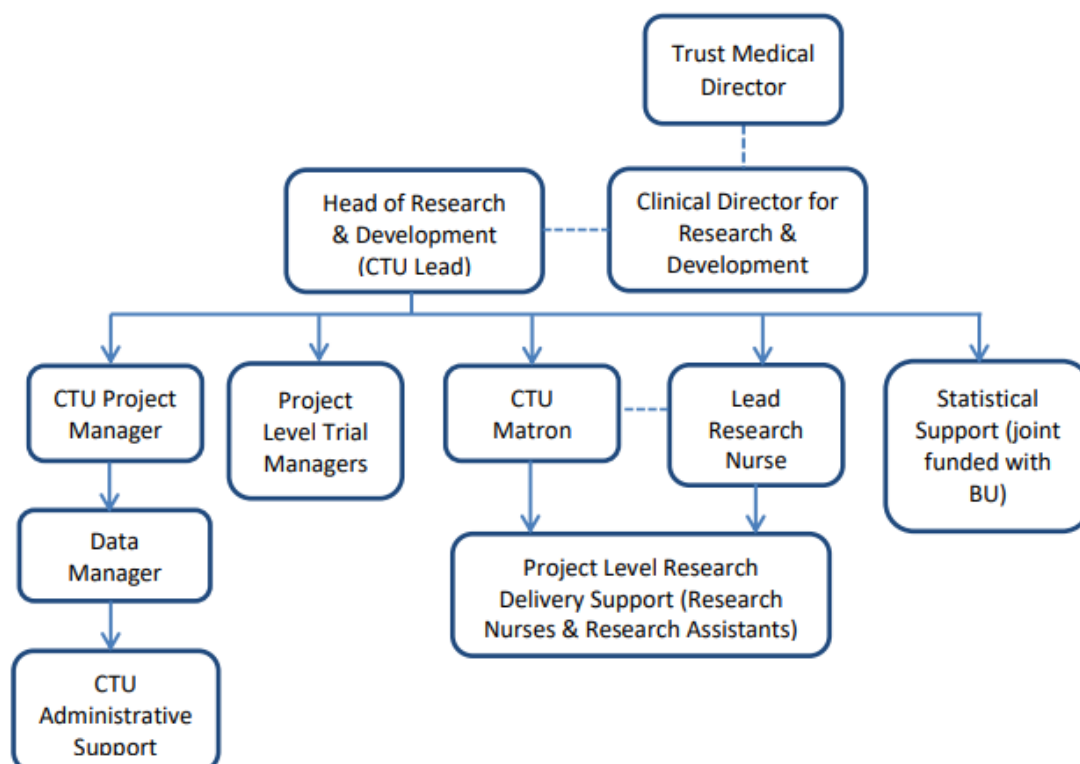 Trust Medical
Director
Head of Research
& Development
(CTU Lead)
Clinical Director for
Research &
Development
CTU Project
Manager
Project
Level Trial
Managers
CTU
Matron
Lead
Research
Nurse
Statistical
Support (joint
funded with
BU)
Data
Manager
Project Level Research
Delivery Support (Research
Nurses & Research Assistants)
CTU
Administrative
Support